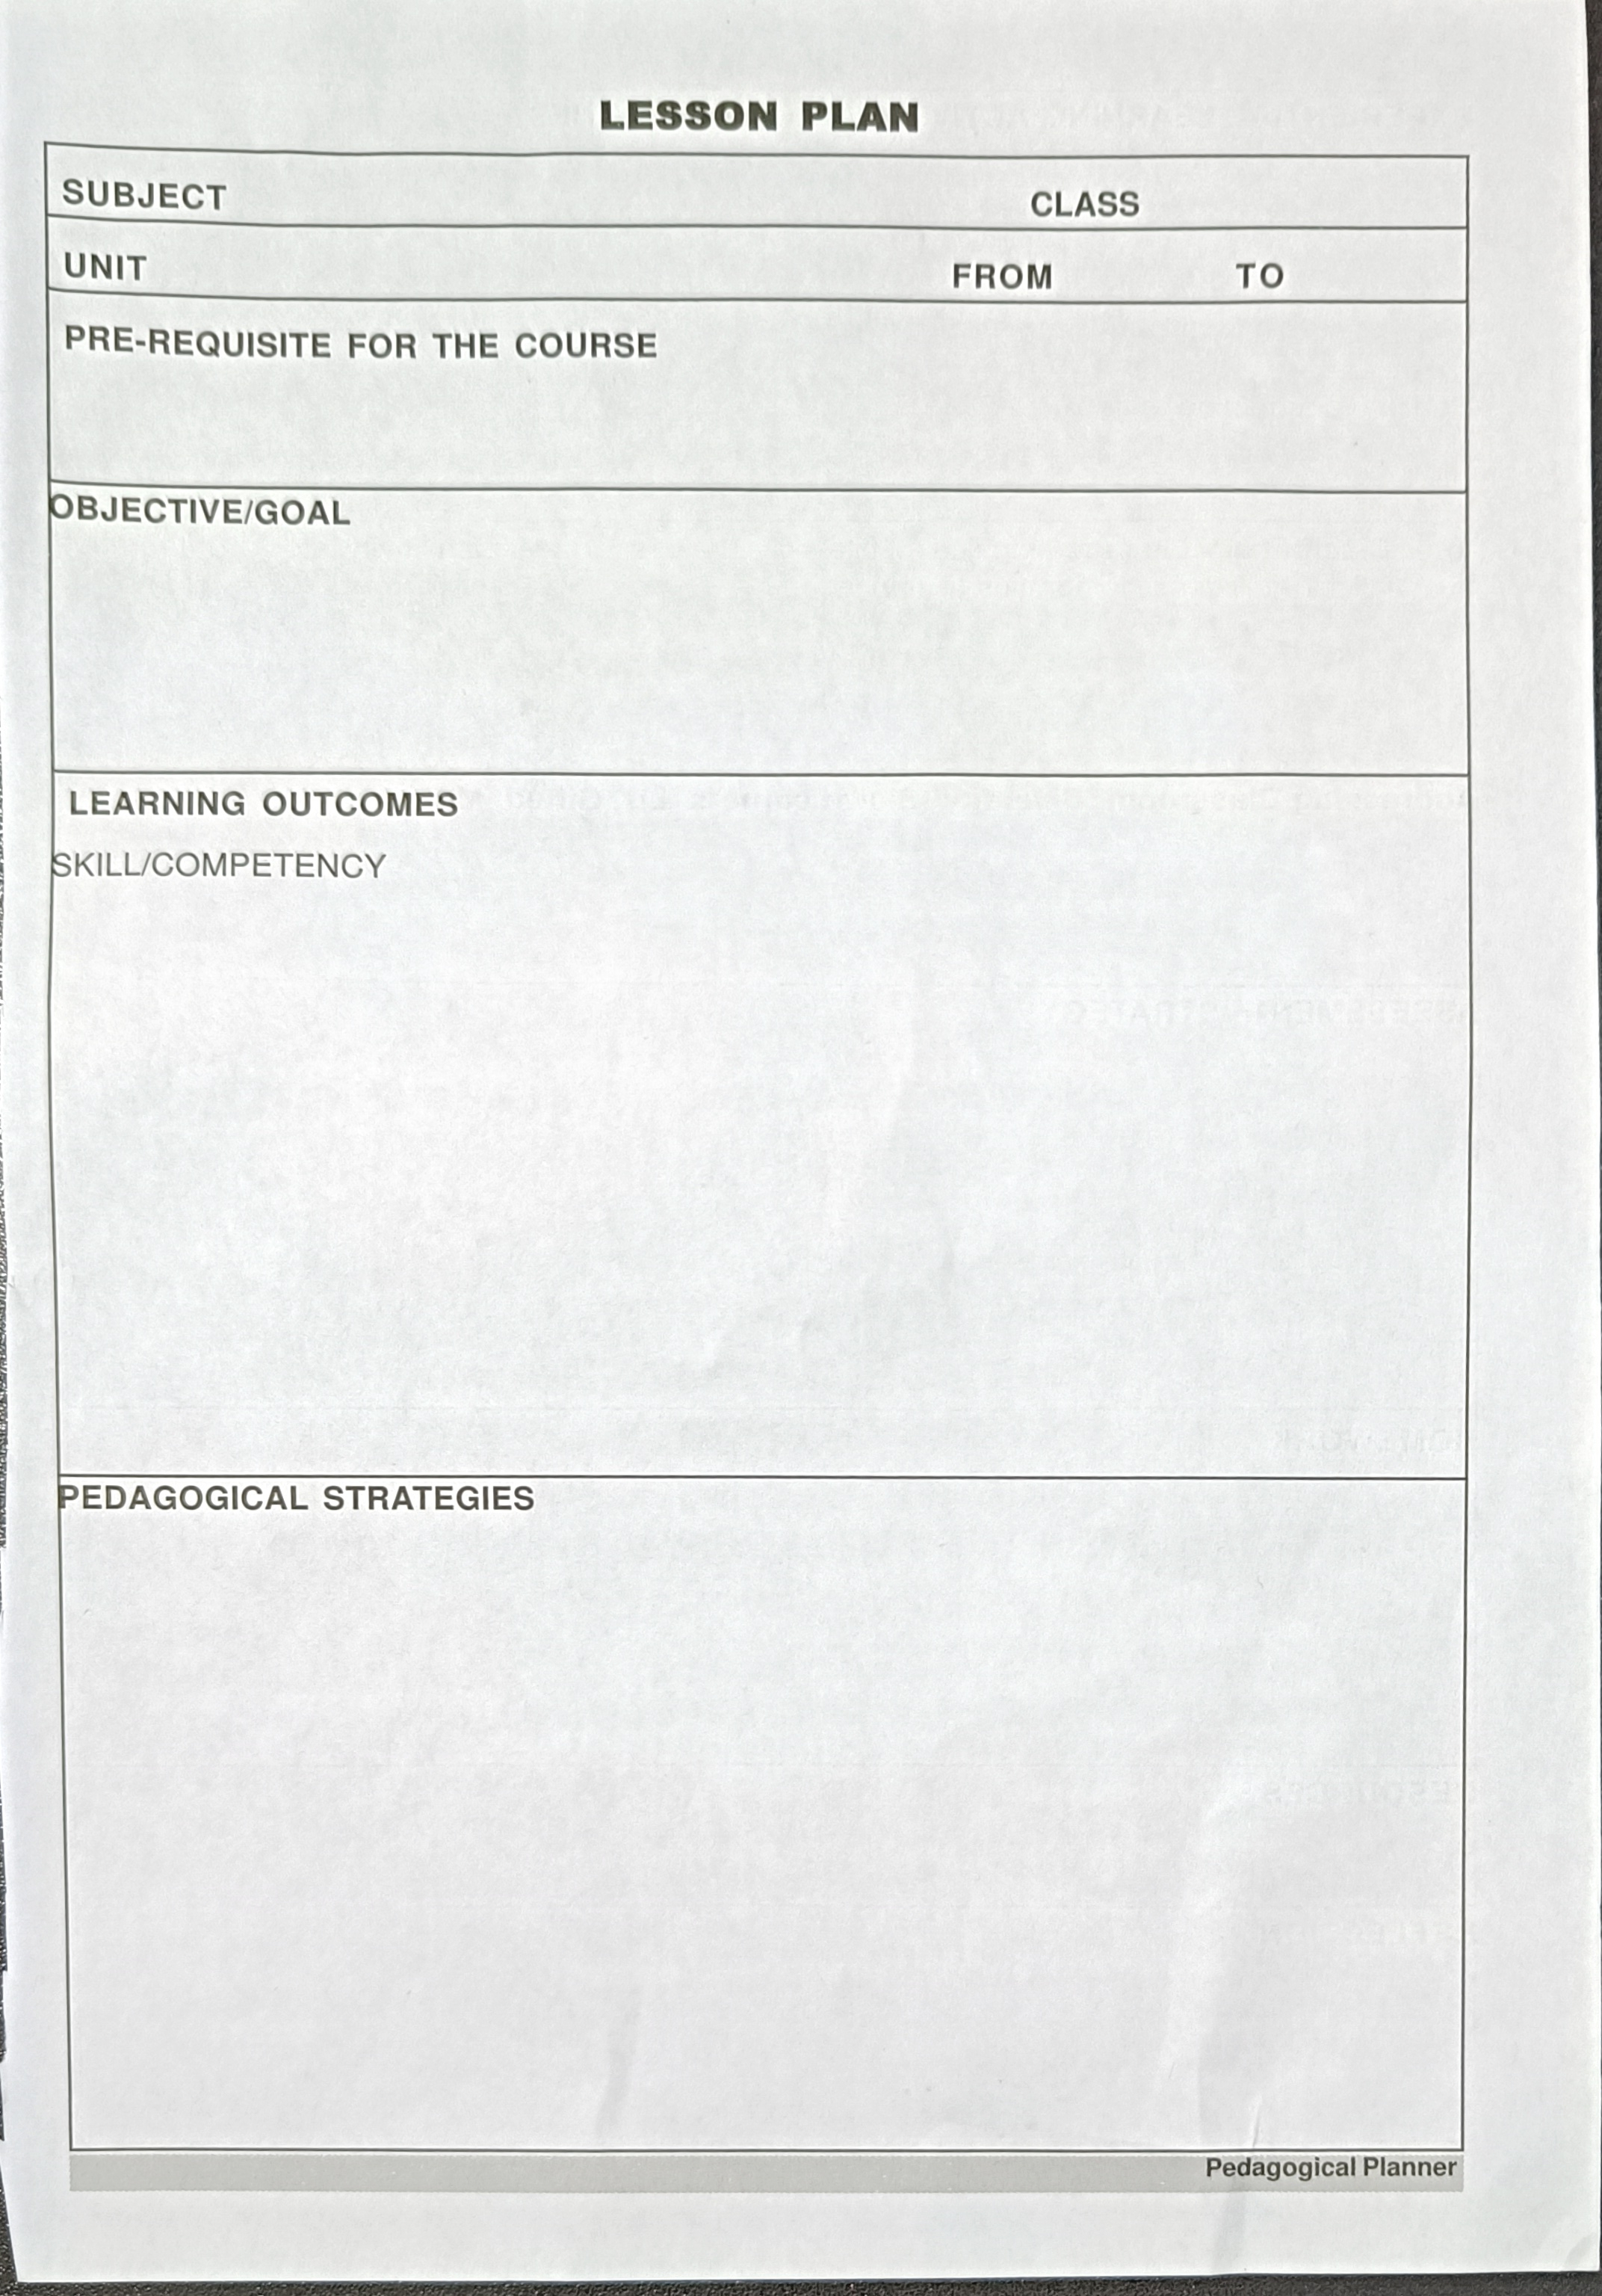 LESSON PLAN
SUBJECT CLASS
UNIT FROM TO
PRE-REQUISITE FOR THE COURSE
OBJECTIVE/GOAL
LEARNING OUTCOMES
SKILL/COMPETENCY
PEDAGOGICAL STRATEGIES
Pedagogical Planner